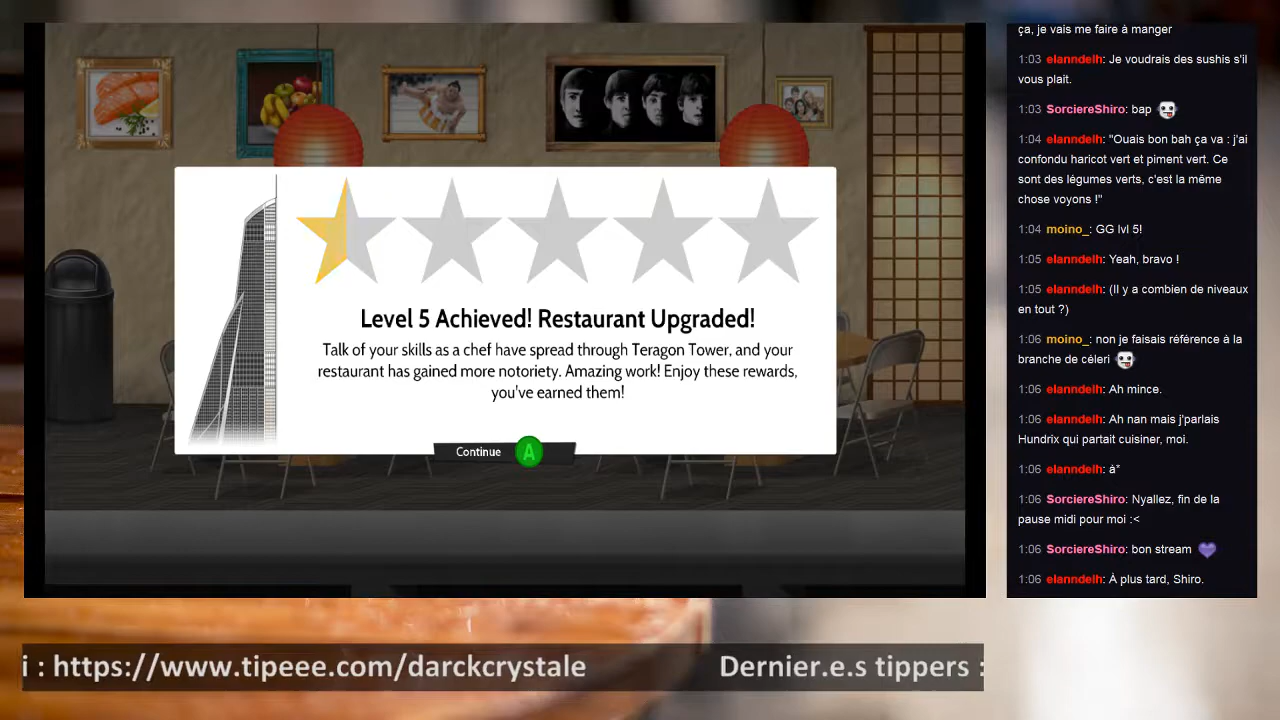 Level 5 Achieved! Restaurant Upgraded!
Talk of your skills as a chef have spread through Teragon Tower, and your
restaurant has gained more notoriety. Amazing work! Enjoy these rewards,
you've earned them!
Continue A
ça, je vais me faire à manger
1:03 elanndelh: Je voudrais des sushis s'il
vous plait.
1:03 SorciereShiro: bap
1:04 elanndelh: "Ouais bon bah ça va : j'ai
confondu haricot vert et piment vert. Ce
sont des légumes verts, c'est la même
chose voyons !"
1:04 moino_: GG lvl 5!
1:05 elanndelh: Yeah, bravo !
1:05 elanndelh: (Il y a combien de niveaux
en tout ?)
1:06 moino_: non je faisais référence à la
branche de céleri
1:06 elanndelh: Ah mince.
1:06 elanndelh: Ah nan mais j'parlais
Hundrix qui partait cuisiner, moi.
1:06 elanndelh: à*
1:06 SorciereShiro: Nyallez, fin de la
pause midi pour moi :<
1:06 SorciereShiro: bon stream
1:06 elanndelh: À plus tard, Shiro.
i : https://www.tipeee.com/darckcrystale Dernier.e.s tippers :